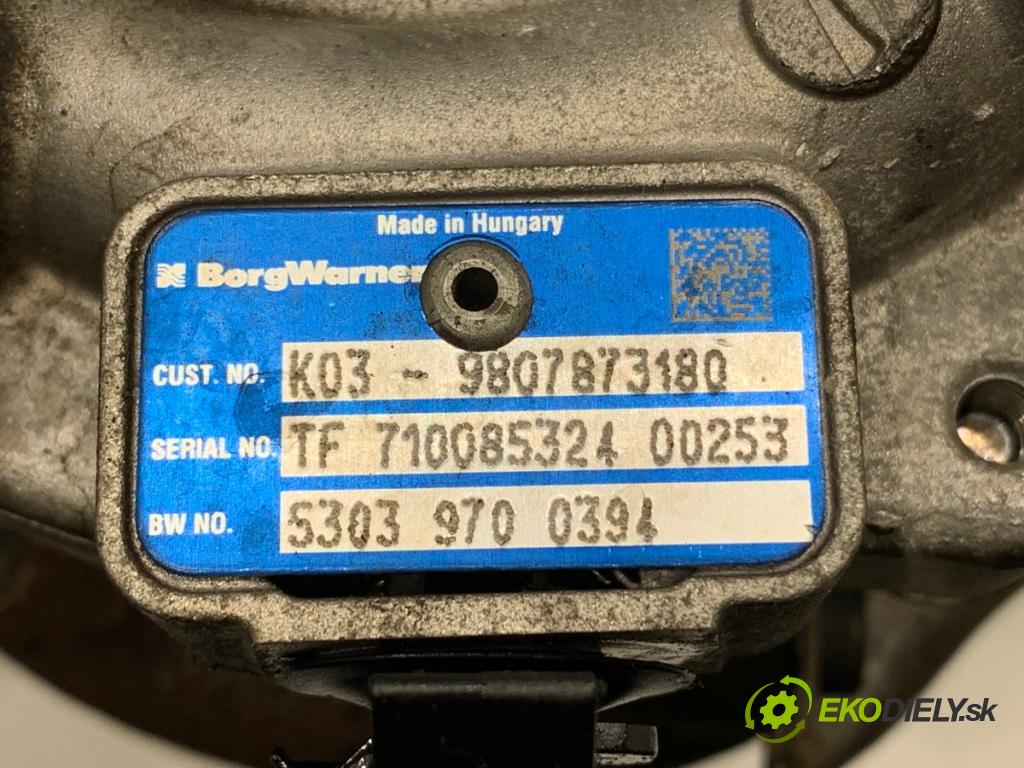 Made in Hungary
BorgWarner
CUST. NO. K03 - 9807873180
SERIAL NO. TF 710085324 00253
BW NO. 5303 970 0394
EKODIELY.sk